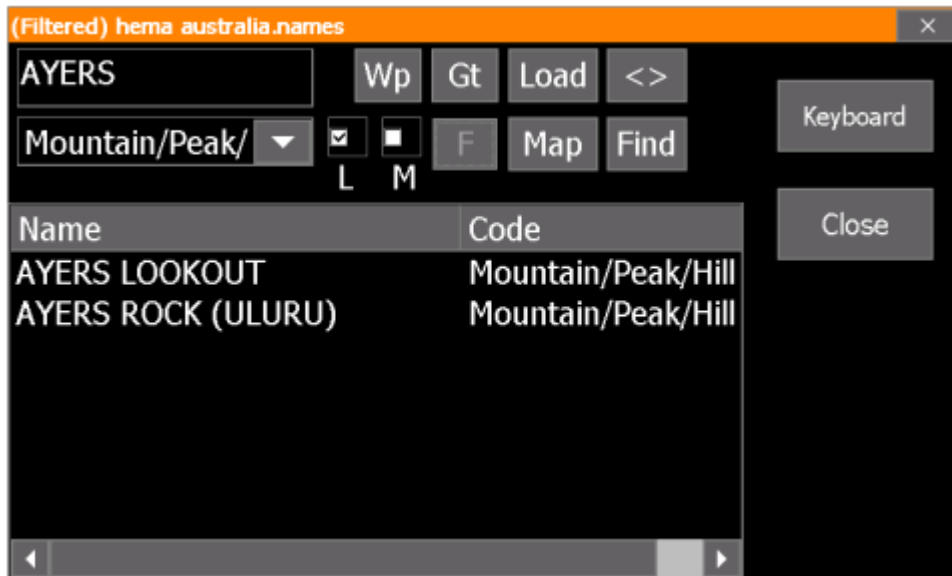 (Filtered) hema australia.names
AYERS
Wp Gt Load <>
Keyboard
Mountain/Peak/
L M
F Map Find
Close
Name Code
AYERS LOOKOUT Mountain/Peak/Hill
AYERS ROCK (ULURU) Mountain/Peak/Hill